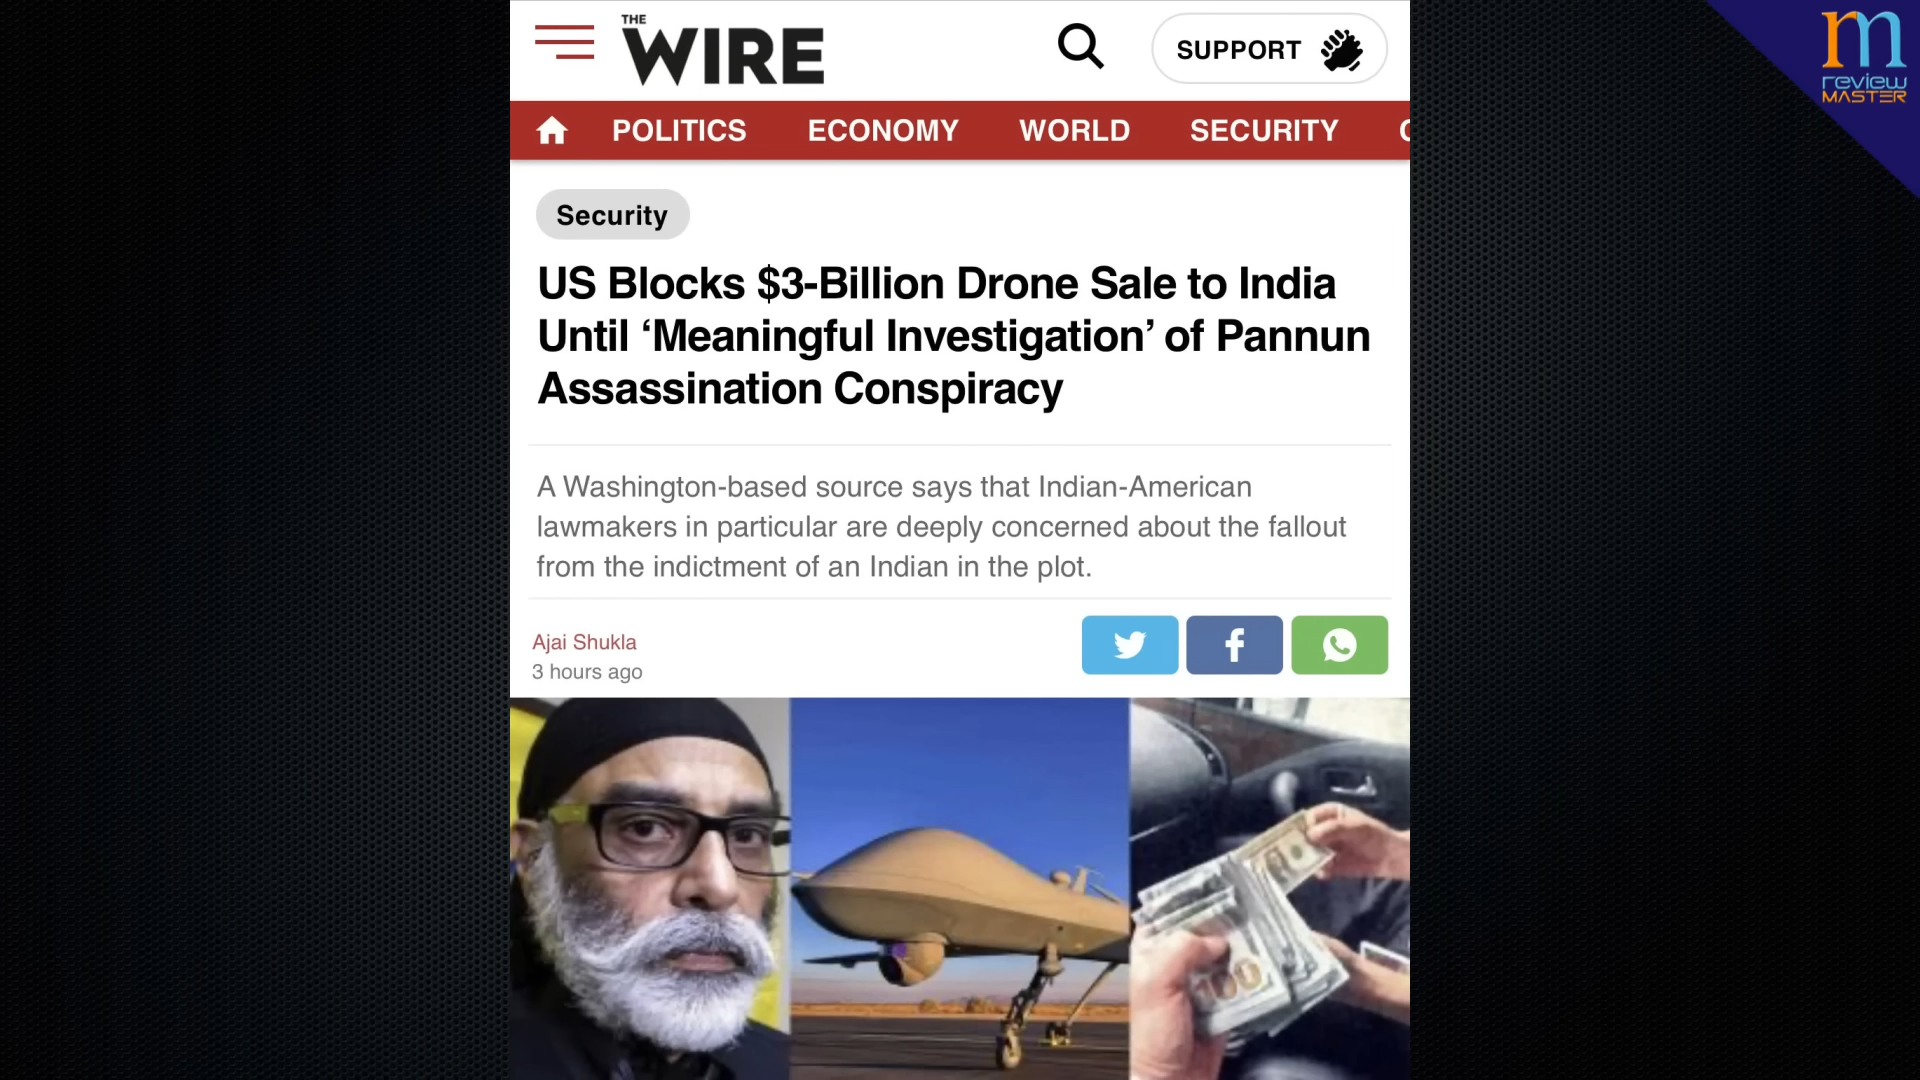 THE
WIRE
SUPPORT
POLITICS ECONOMY WORLD SECURITY
Security
US Blocks $3-Billion Drone Sale to India
Until ‘Meaningful Investigation’ of Pannun
Assassination Conspiracy
A Washington-based source says that Indian-American
lawmakers in particular are deeply concerned about the fallout
from the indictment of an Indian in the plot.
Ajai Shukla
3 hours ago
100
rm
review
MASTER